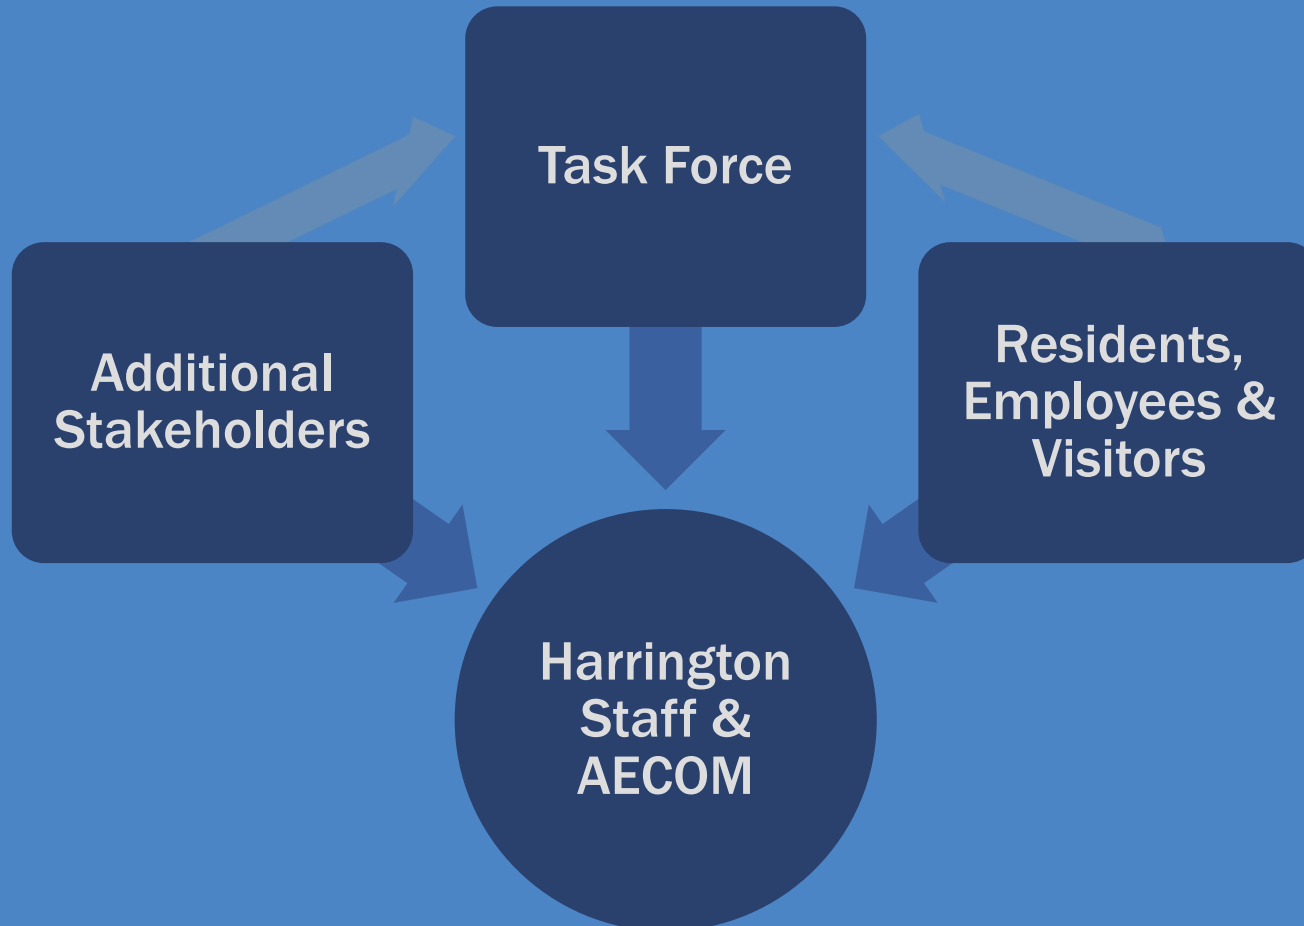 Task Force
Additional
Stakeholders
Residents,
Employees &
Visitors
Harrington
Staff &
AECOM